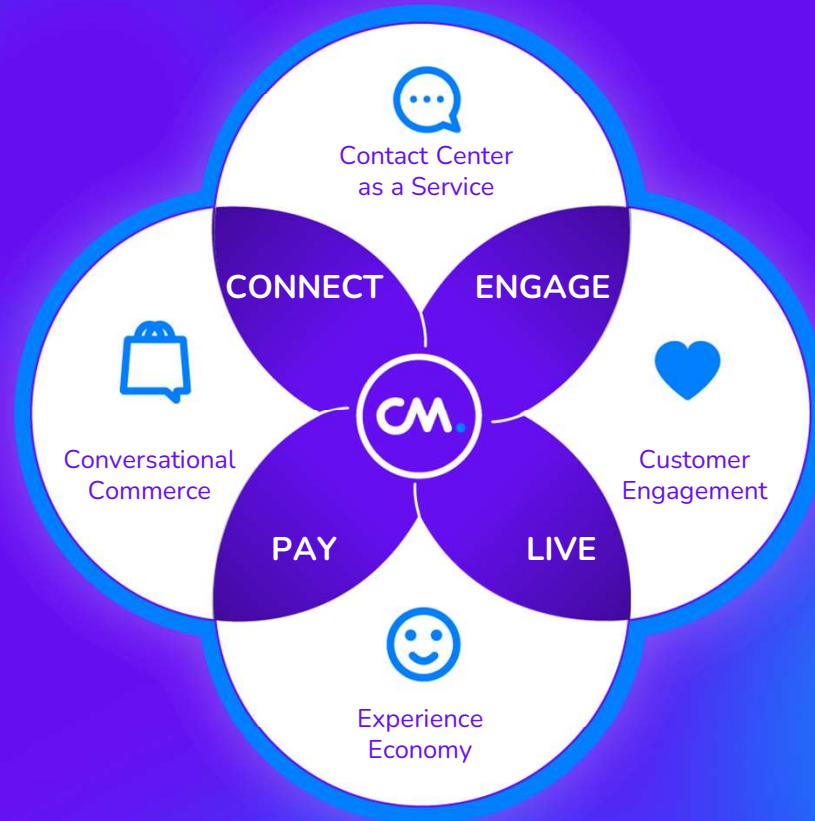 Contact Center
as a Service
CONNECT
ENGAGE
CM.
Conversational
Commerce
Customer
Engagement
PAY
LIVE
Experience
Economy